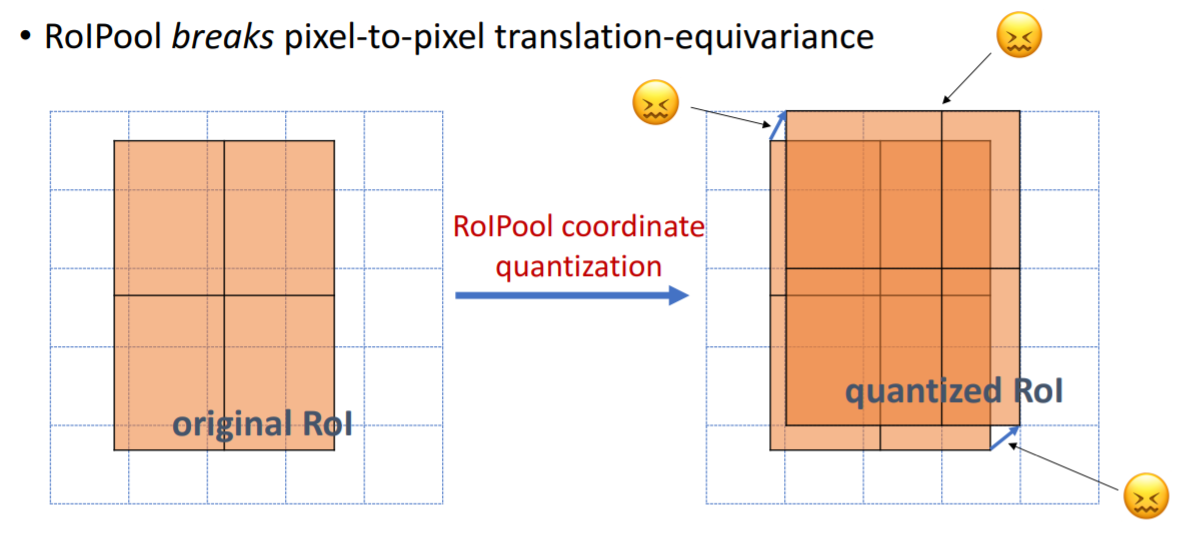 • RoIPool breaks pixel-to-pixel translation-equivariance
RoIPool coordinate
quantization
original RoI
quantized RoI